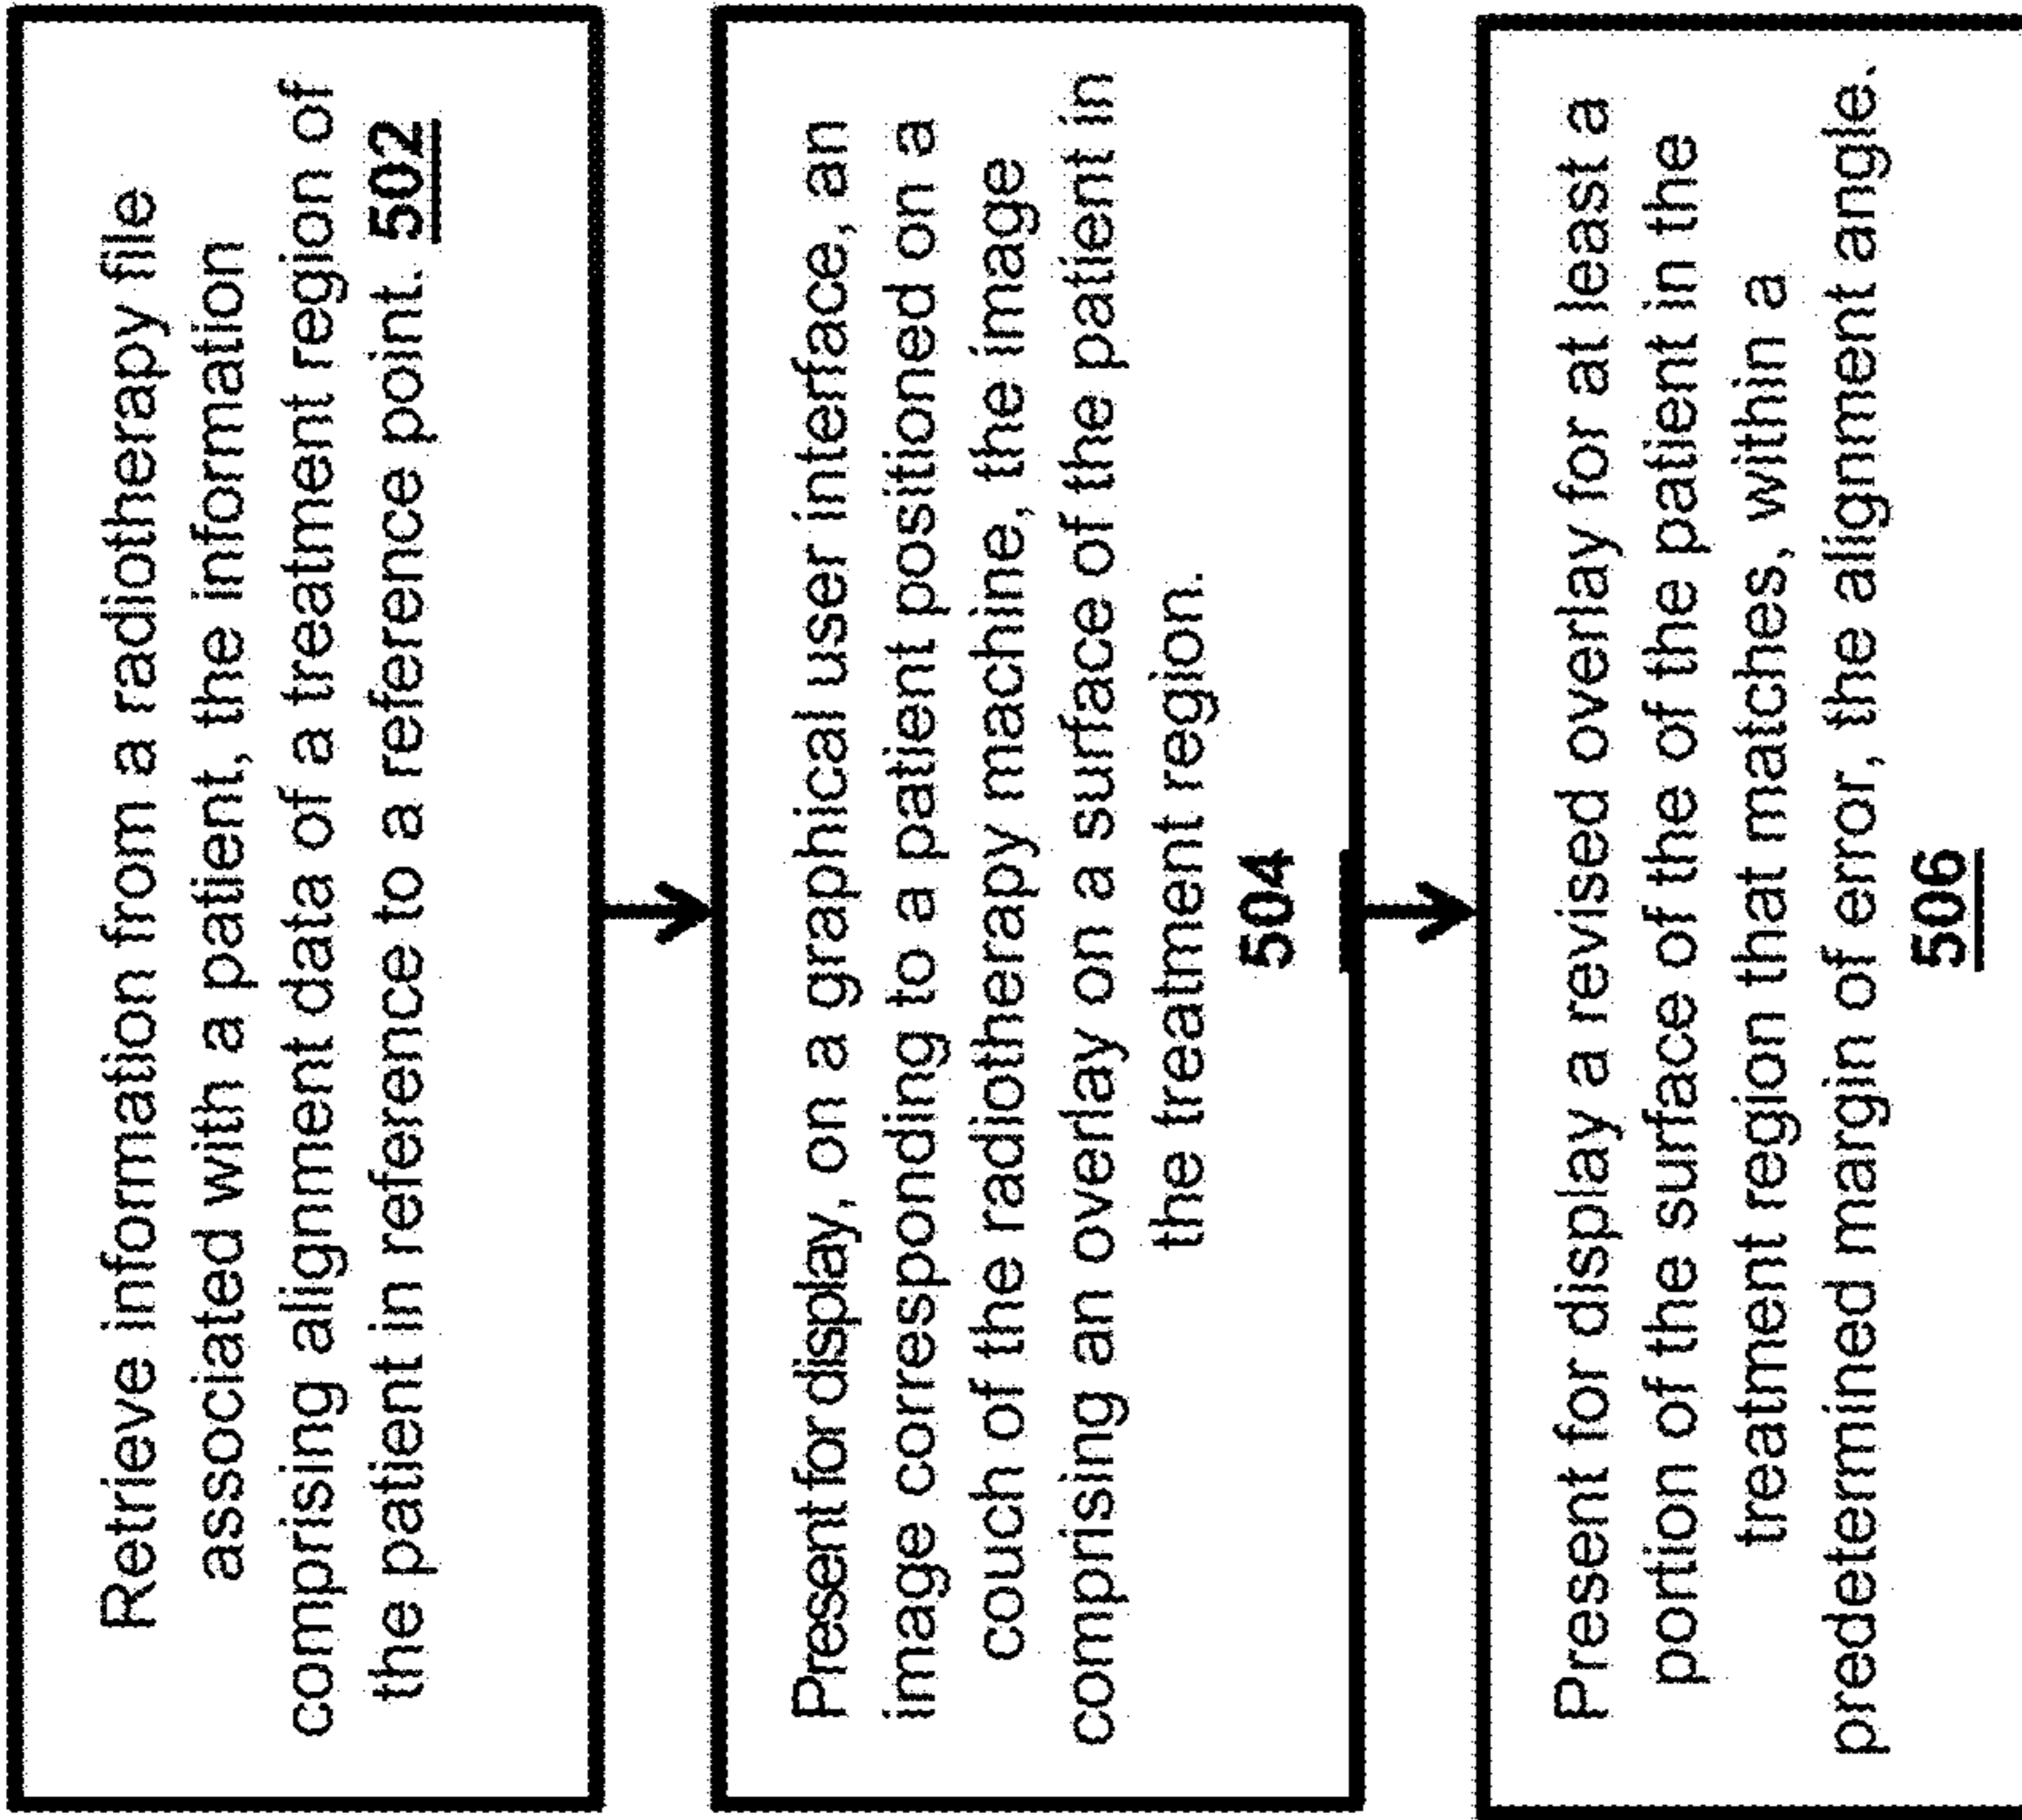 Retrieve information from a radiotherapy file
associated with a patient, the information
comprising alignment data of a treatment region of
the patient in reference to a reference point. 502
Present for display, on a graphical user interface, an
image corresponding to a patient positioned on a
couch of the radiotherapy machine, the image
comprising an overlay on a surface of the patient in
the treatment region.
504
Present for display a revised overlay for at least a
portion of the surface of the of the patient in the
treatment region that matches, within a
predetermined margin of error, the alignment angle.
506